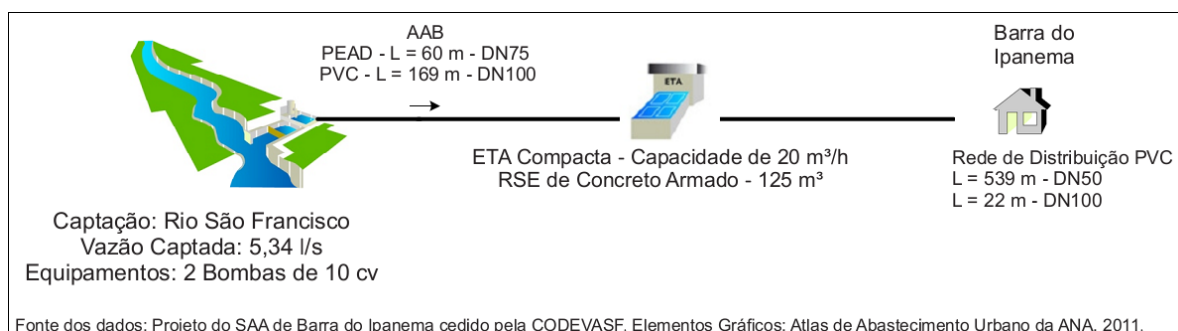 AAB
PEAD - L = 60 m - DN75
PVC - L = 169 m - DN100
ETA
Barra do
Ipanema
ETA Compacta - Capacidade de 20 m³/h
RSE de Concreto Armado - 125 m³
Rede de Distribuição PVC
L = 539 m - DN50
L = 22 m - DN100
Captação: Rio São Francisco
Vazão Captada: 5,34 l/s
Equipamentos: 2 Bombas de 10 cv
Fonte dos dados: Projeto do SAA de Barra do Ipanema cedido pela CODEVASF. Elementos Gráficos: Atlas de Abastecimento Urbano da ANA, 2011.